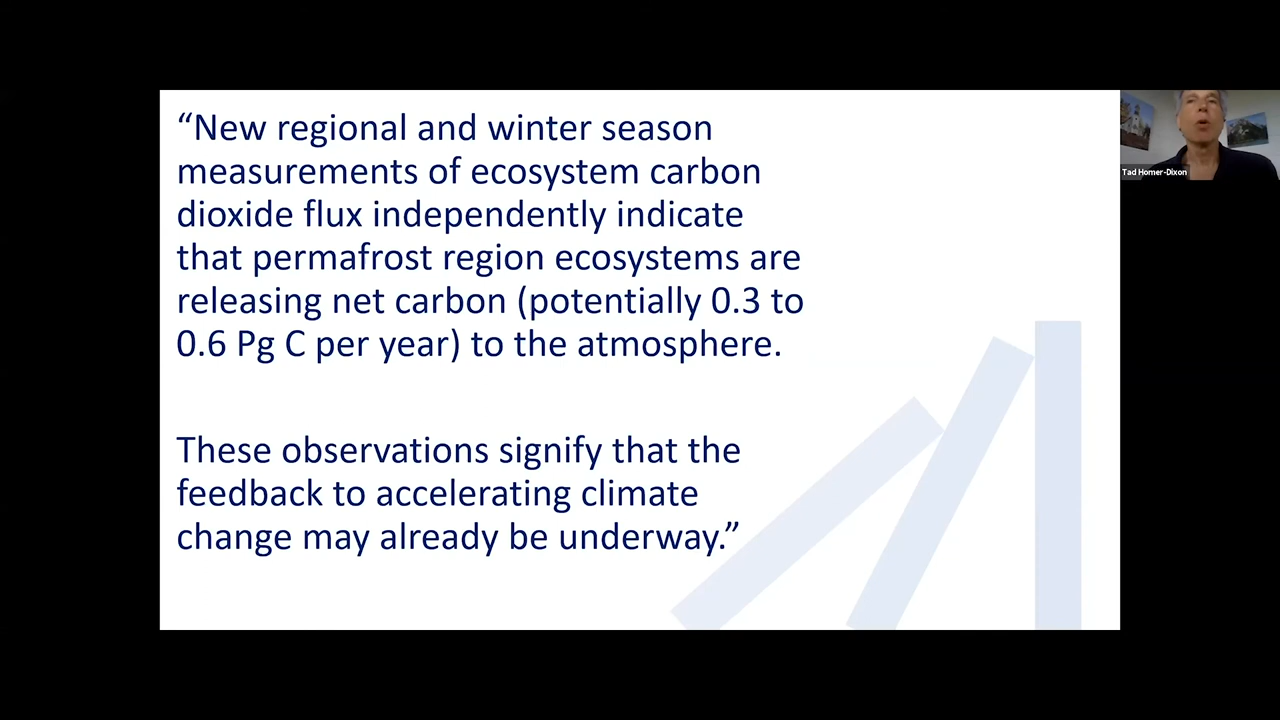 “New regional and winter season
measurements of ecosystem carbon
dioxide flux independently indicate
that permafrost region ecosystems are
releasing net carbon (potentially 0.3 to
0.6 Pg C per year) to the atmosphere.
These observations signify that the
feedback to accelerating climate
change may already be underway.”
Tad Homer-Dixon